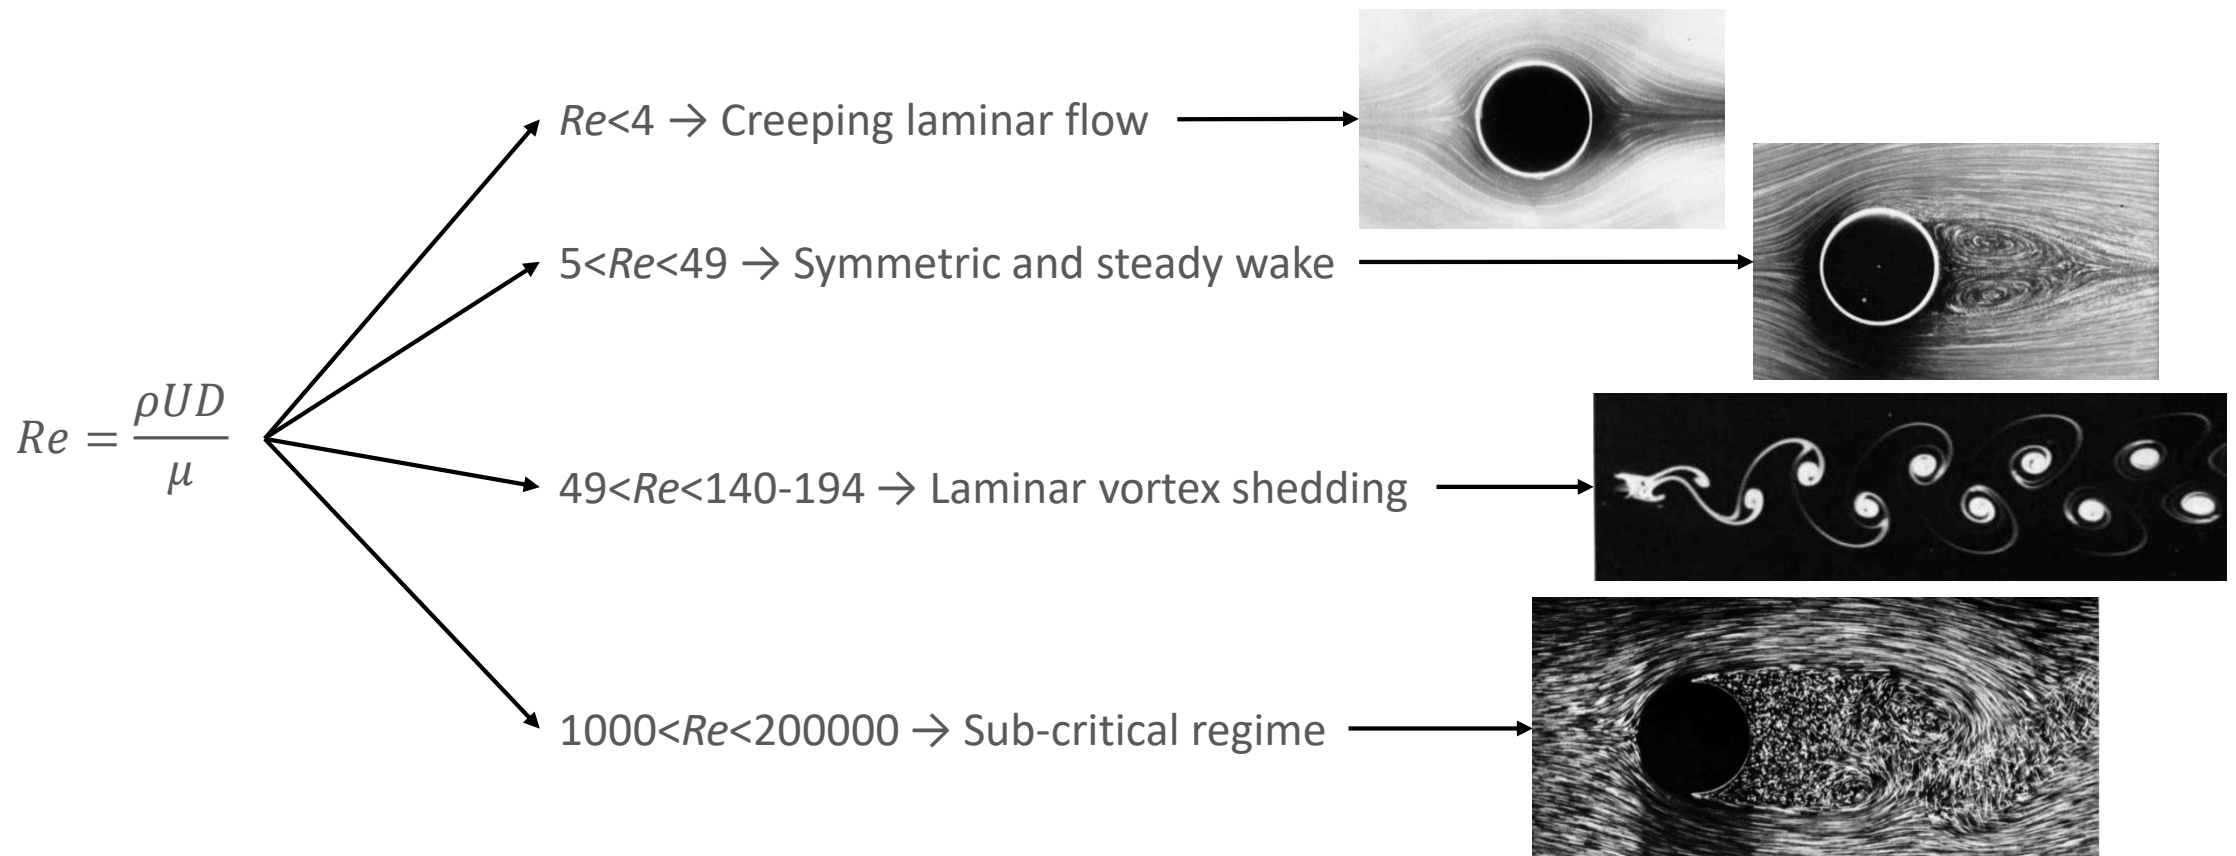 Re<4 → Creeping laminar flow
5<Re<49 → Symmetric and steady wake
Re = ρUD / μ
49<Re<140-194 → Laminar vortex shedding
1000<Re<200000 → Sub-critical regime